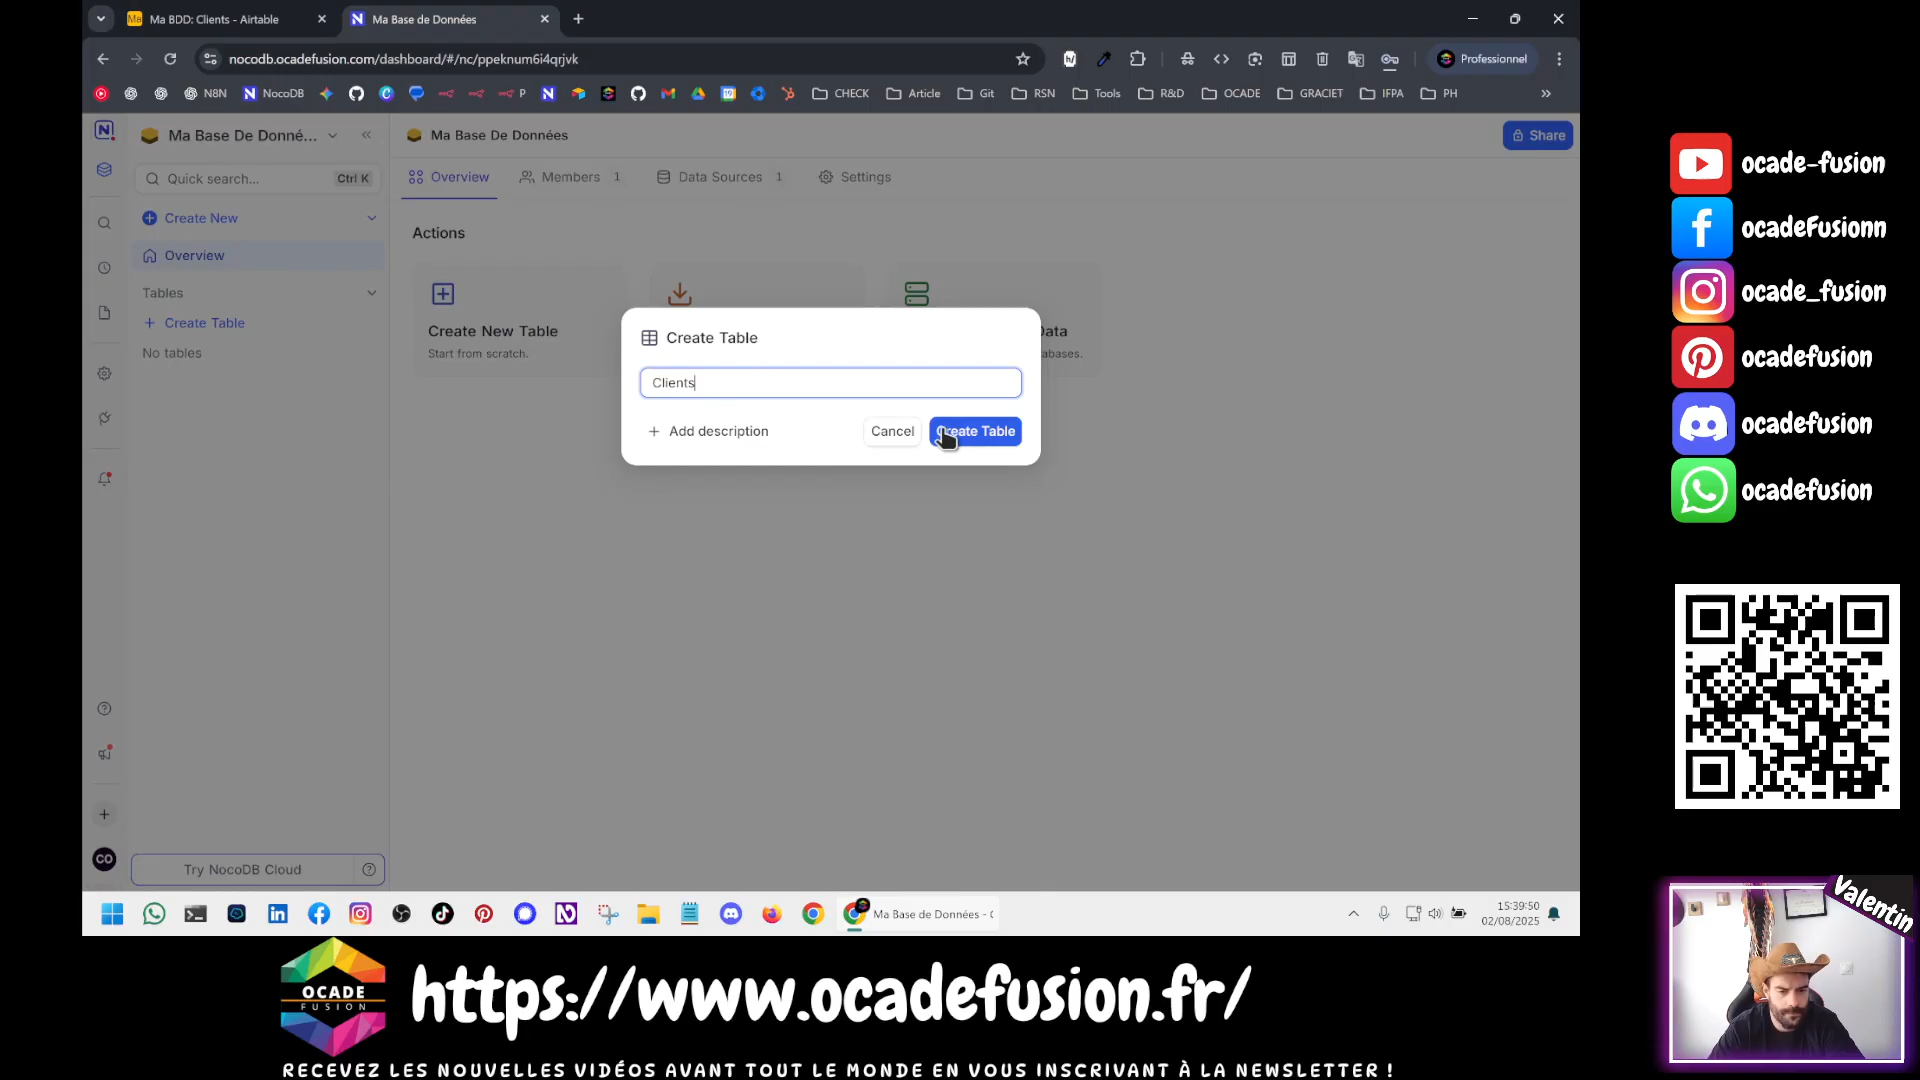 Ma BDD: Clients - Airtable
Ma Base de Données
nocodb.ocadefusion.com/dashboard/#/nc/ppeknum6i4qrjvk
Professionnel
N8N
NocoDB
P
CHECK
Article
Git
RSN
Tools
R&D
OCADE
GRACIET
IFPA
PH
Ma Base De Donné...
Ma Base De Données
Share
Quick search...
Ctrl K
Overview
Members 1
Data Sources 1
Settings
Create New
Overview
Actions
Tables
Create Table
No tables
Create New Table
Start from scratch.
Data
abases.
Create Table
Clients
Add description
Cancel
Create Table
CO
Try NocoDB Cloud
Ma Base de Données - C
15:39:50
02/08/2025
ocade-fusion
ocadeFusionn
ocade_fusion
ocadefusion
ocadefusion
ocadefusion
Valentin
OCADE
FUSION
https://www.ocadefusion.fr/
RECEVEZ LES NOUVELLES VIDÉOS AVANT TOUT LE MONDE EN VOUS INSCRIVANT À LA NEWSLETTER !